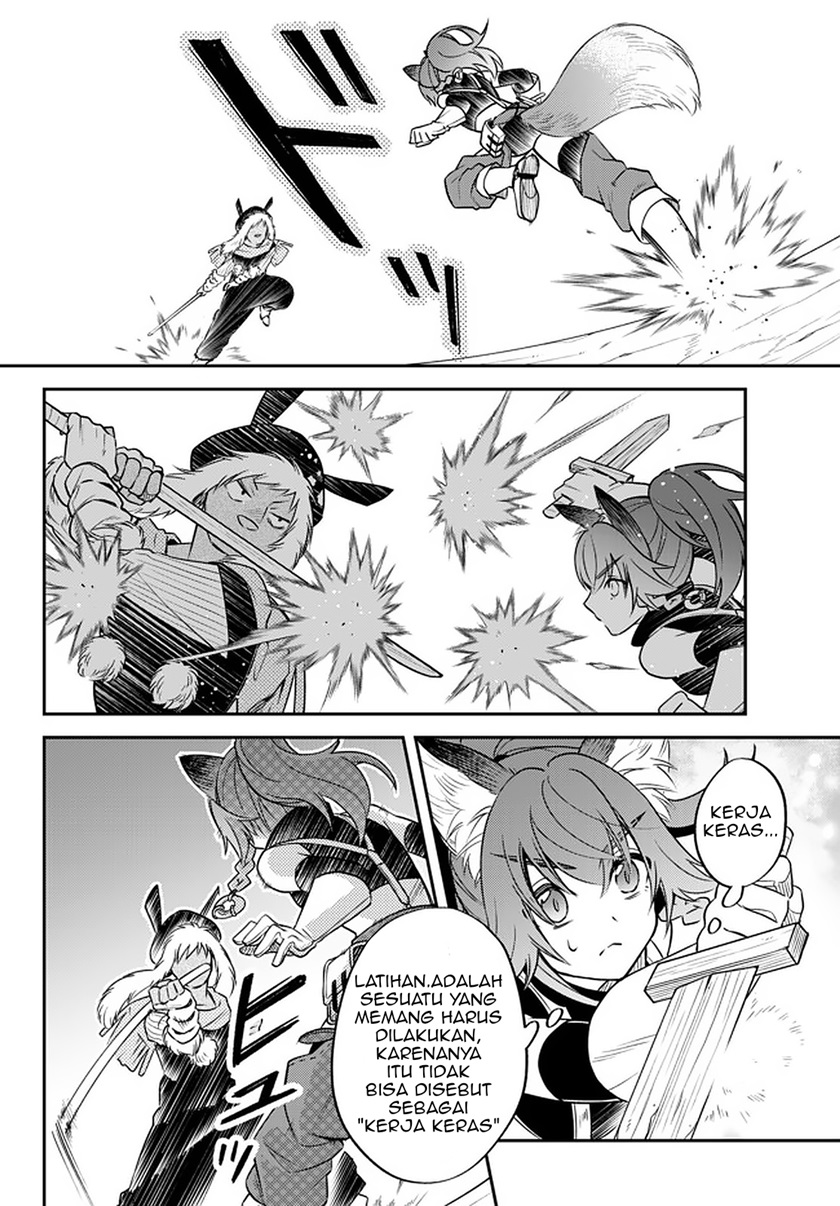 ドドッ
KERJA
KERAS...
LATIHAN.ADALAH
SESUATU YANG
MEMANG HARUS
DILAKUKAN,
KARENANYA
ITU TIDAK
BISA DISEBUT
SEBAGAI
"KERJA KERAS"
ヒュッ